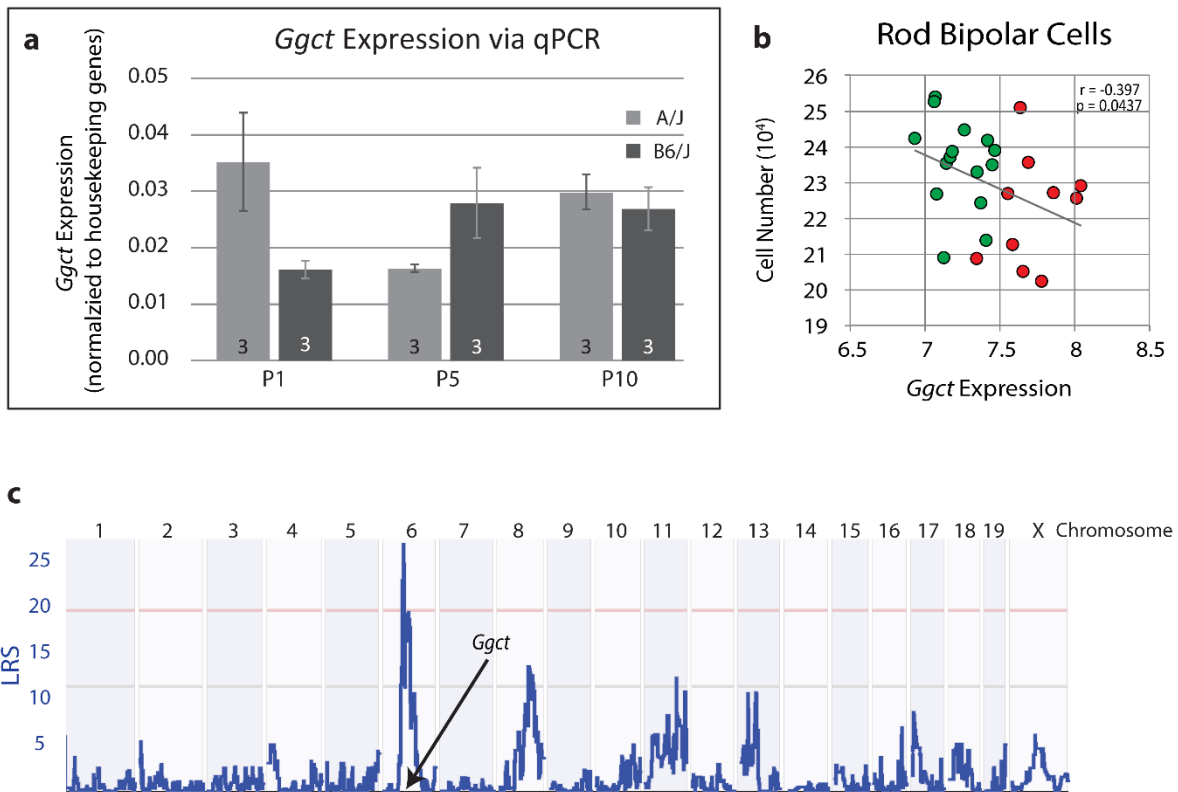 a
Ggct Expression via qPCR
Ggct Expression
(normalzied to housekeeping genes)
0.05
0.04
0.03
0.02
0.01
0.00
A/J
B6/J
3 3 3 3 3 3
P1 P5 P10
b
Rod Bipolar Cells
r = -0.397
p = 0.0437
Cell Number (10⁴)
26
25
24
23
22
21
20
19
6.5 7 7.5 8 8.5
Ggct Expression
c
1 2 3 4 5 6 7 8 9 10 11 12 13 14 15 16 17 18 19 X Chromosome
LRS
25
20
15
10
5
Ggct